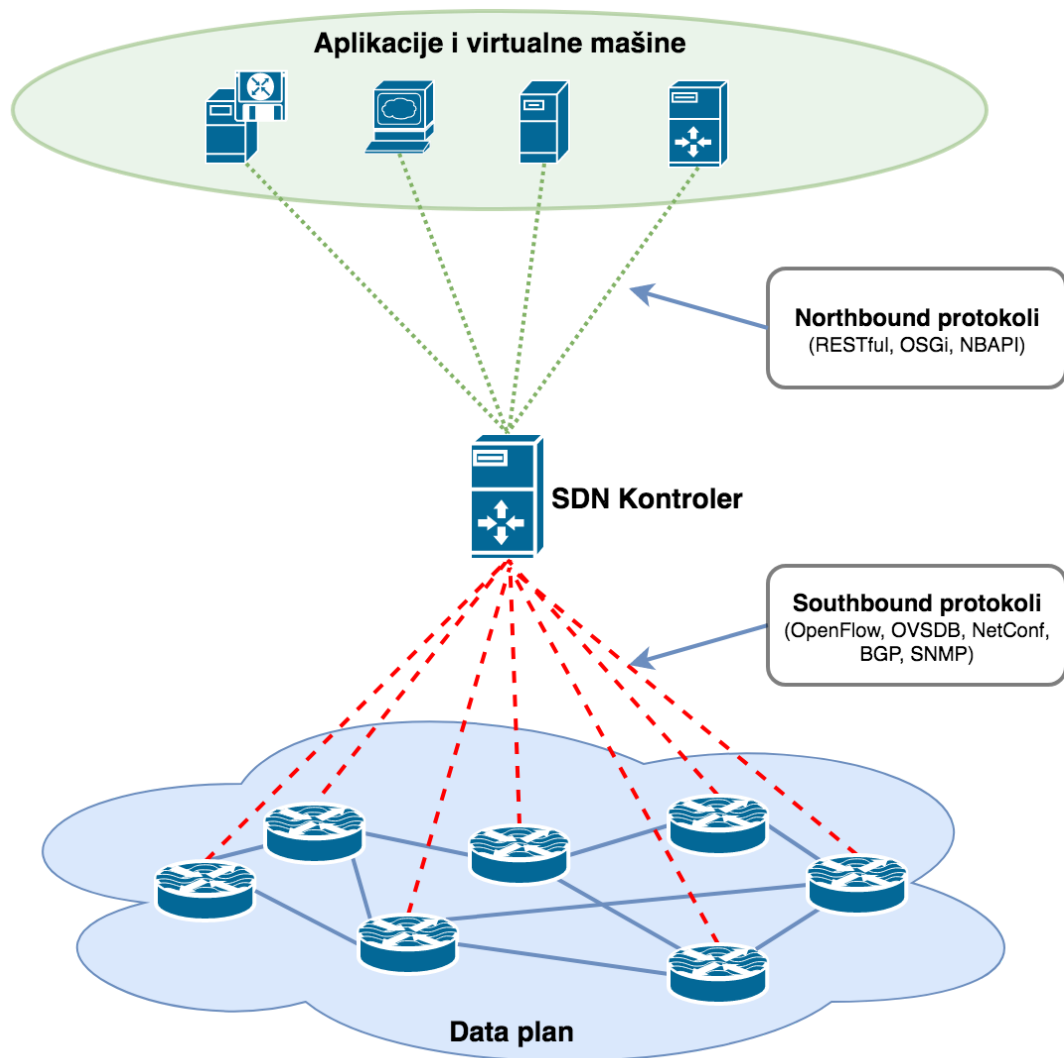 Aplikacije i virtualne mašine
Northbound protokoli
(RESTful, OSGi, NBAPI)
SDN Kontroler
Southbound protokoli
(OpenFlow, OVSDB, NetConf,
BGP, SNMP)
Data plan